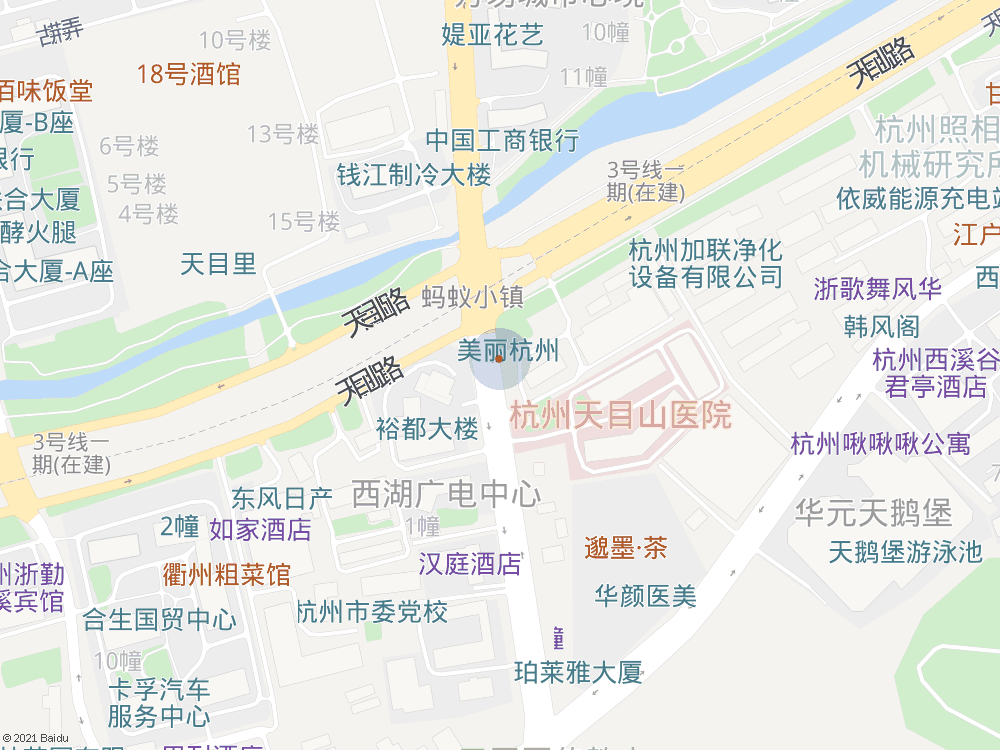 媞亚花艺
10号楼
10幢
天目山路
18号酒馆
11幢
佰味饭堂
厦-B座
13号楼
中国工商银行
6号楼
银行
钱江制冷大楼
3号线一
期(在建)
杭州照相
机械研究所
5号楼
联合大厦
4号楼
依威能源充电站
酵火腿
15号楼
合大厦-A座
天目里
杭州加联净化
设备有限公司
江户
西
浙歌舞风华
蚂蚁小镇
天目山路
韩风阁
美丽杭州
杭州西溪谷
君亭酒店
天目山路
杭州天目山医院
裕都大楼
3号线一
期(在建)
杭州啾啾啾公寓
东风日产
西湖广电中心
华元天鹅堡
2幢
如家酒店
1幢
邈墨·茶
天鹅堡游泳池
汉庭酒店
州浙勤
溪宾馆
衢州粗菜馆
华颜医美
合生国贸中心
杭州市委党校
10幢
珀莱雅大厦
卡孚汽车
服务中心
© 2021 Baidu